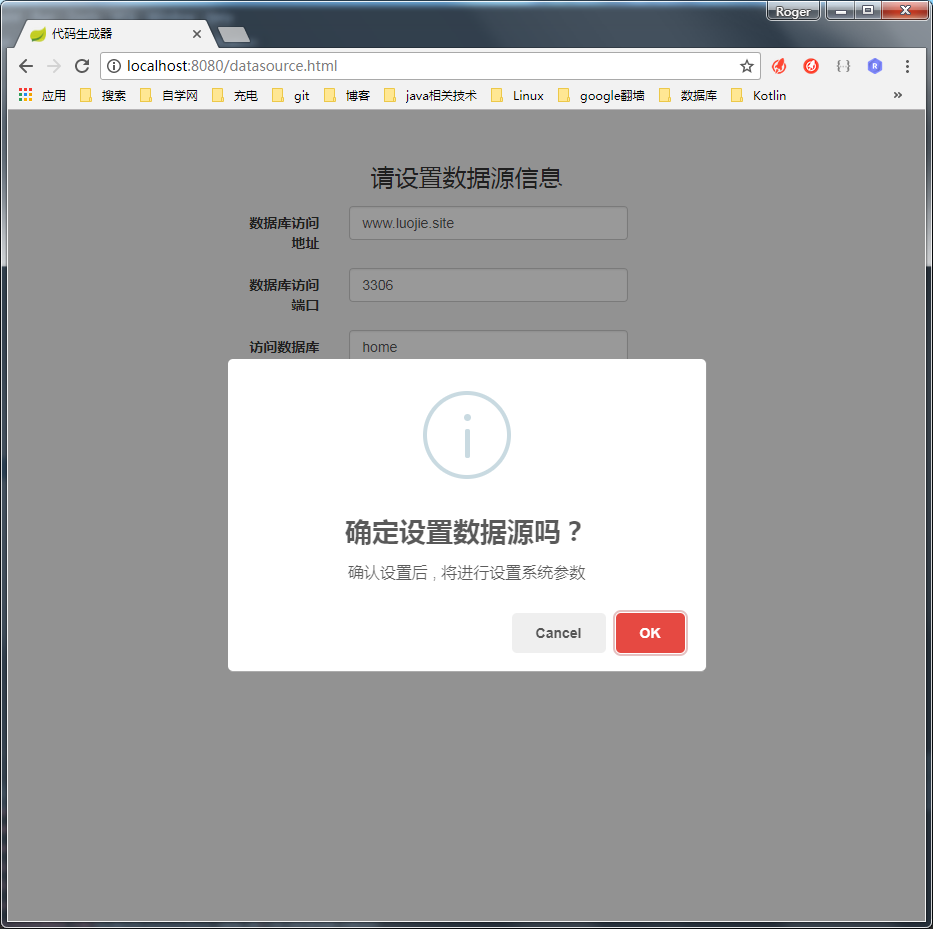 Roger
代码生成器
localhost:8080/datasource.html
应用 搜索 自学网 充电 git 博客 java相关技术 Linux google翻墙 数据库 Kotlin »
请设置数据源信息
数据库访问
地址
www.luojie.site
数据库访问
端口
3306
访问数据库
home
确定设置数据源吗？
确认设置后 , 将进行设置系统参数
Cancel OK